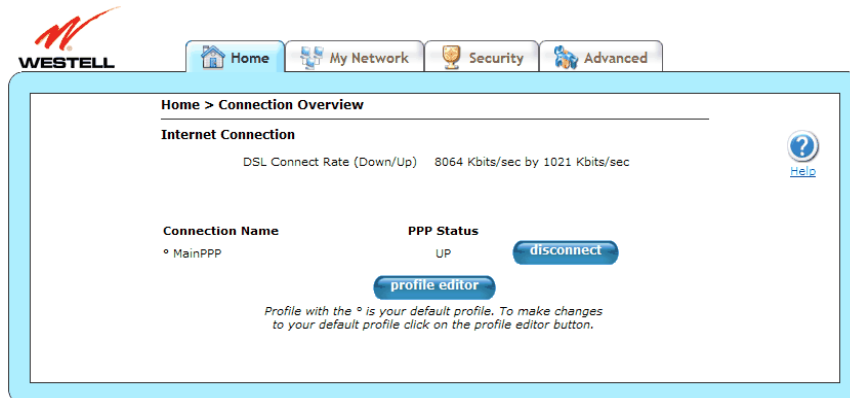 WESTELL
Home
My Network
Security
Advanced
Home > Connection Overview
Internet Connection
DSL Connect Rate (Down/Up) 8064 Kbits/sec by 1021 Kbits/sec
Help
Connection Name PPP Status
° MainPPP UP disconnect
profile editor
Profile with the ° is your default profile. To make changes
to your default profile click on the profile editor button.